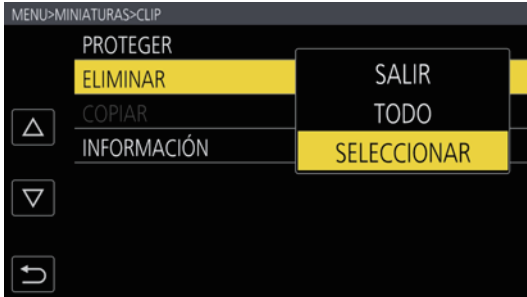 MENU>MINIATURAS>CLIP
PROTEGER
ELIMINAR
COPIAR
INFORMACIÓN
SALIR
TODO
SELECCIONAR